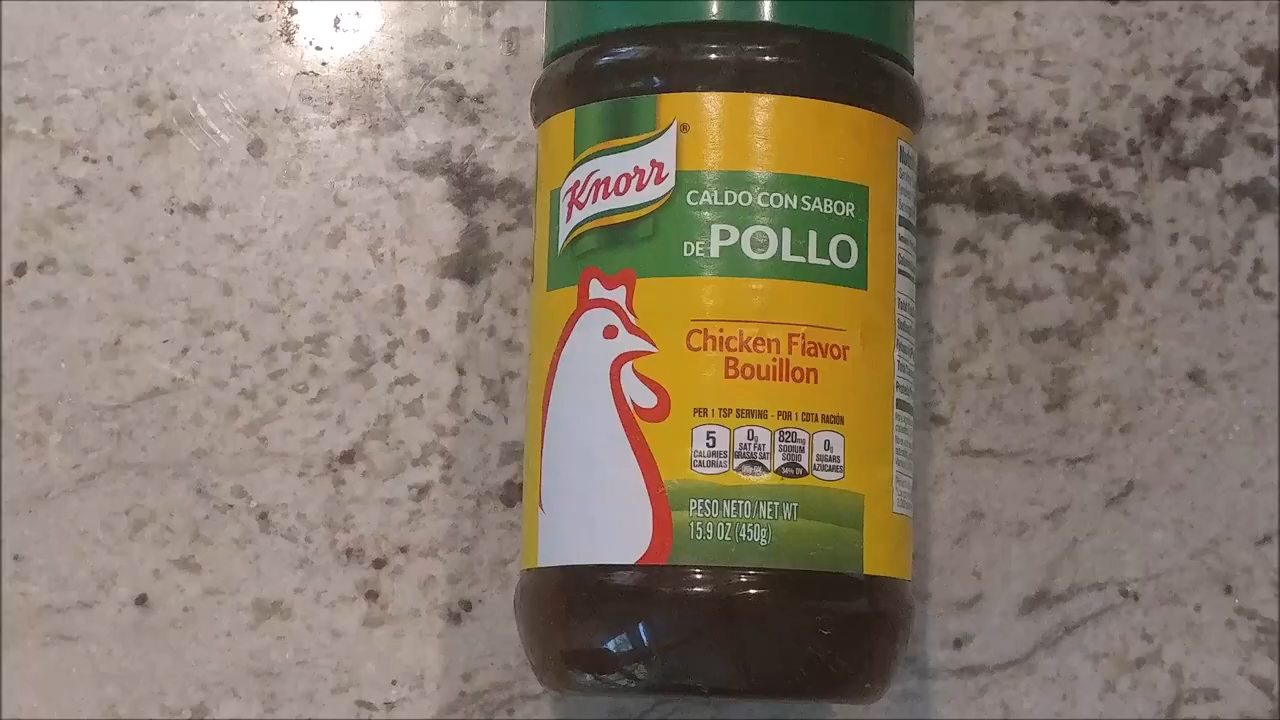 Knorr®
CALDO CON SABOR
DE POLLO
Chicken Flavor
Bouillon
PER 1 TSP SERVING - POR 1 CDTA RACIÓN
5
CALORIES
CALORÍAS
0g
SAT FAT
GRASAS SAT
820mg
SODIUM
SODIO
34% DV
0g
SUGARS
AZÚCARES
PESO NETO/NET WT
15.9 OZ (450g)